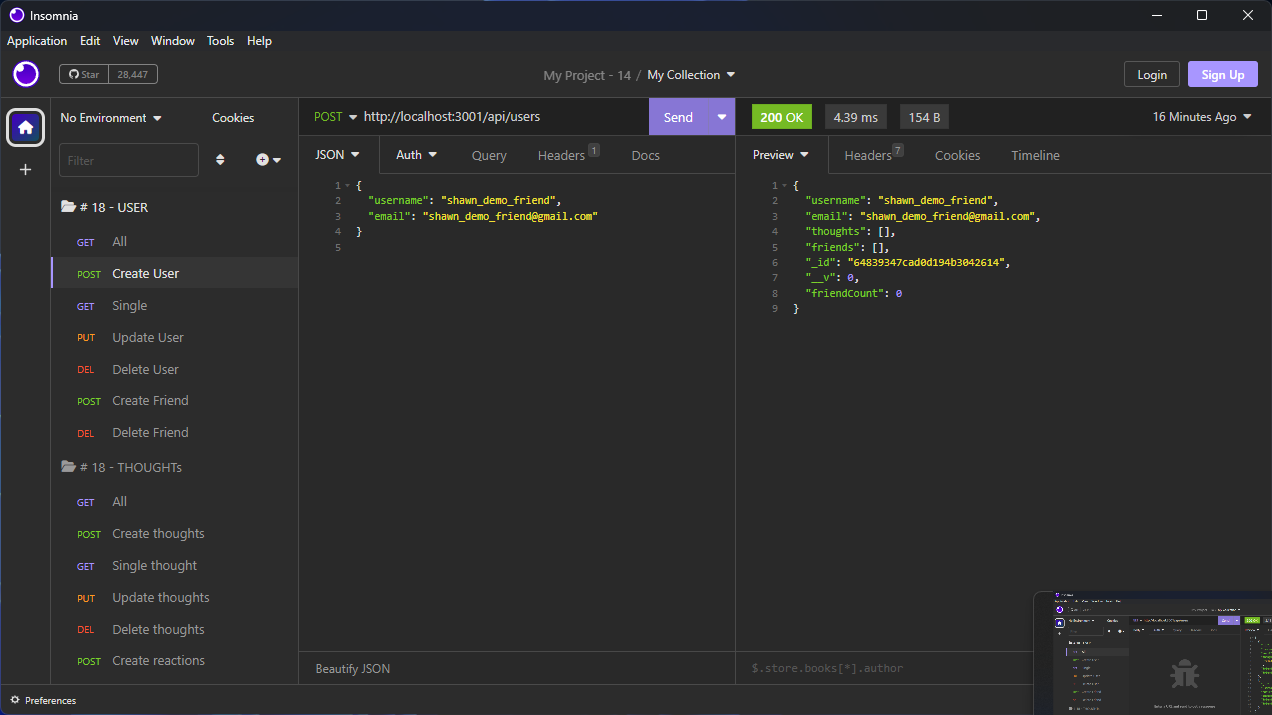 Insomnia
Application Edit View Window Tools Help
Star 28,447
My Project - 14 / My Collection
Login Sign Up
No Environment Cookies
Filter
# 18 - USER
GET All
POST Create User
GET Single
PUT Update User
DEL Delete User
POST Create Friend
DEL Delete Friend
# 18 - THOUGHTs
GET All
POST Create thoughts
GET Single thought
PUT Update thoughts
DEL Delete thoughts
POST Create reactions
Preferences
POST http://localhost:3001/api/users Send
JSON Auth Query Headers 1 Docs
1 {
2 "username": "shawn_demo_friend",
3 "email": "shawn_demo_friend@gmail.com"
4 }
5
Beautify JSON
200 OK 4.39 ms 154 B 16 Minutes Ago
Preview Headers 7 Cookies Timeline
1 {
2 "username": "shawn_demo_friend",
3 "email": "shawn_demo_friend@gmail.com",
4 "thoughts": [],
5 "friends": [],
6 "_id": "64839347cad0d194b3042614",
7 "__v": 0,
8 "friendCount": 0
9 }
$.store.books[*].author